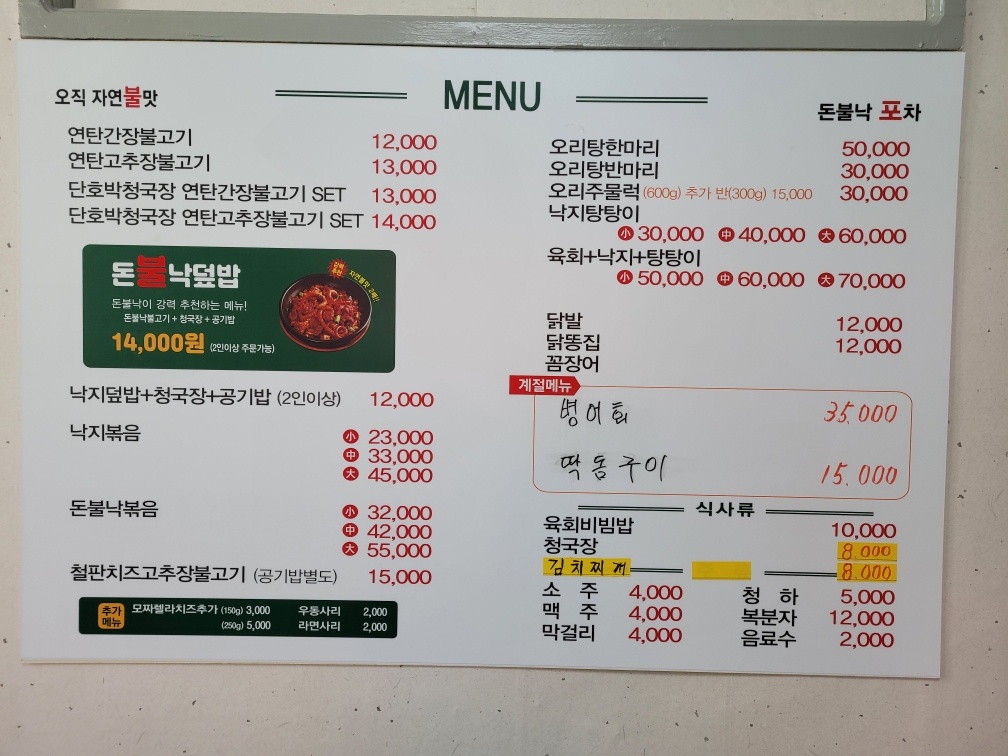 MENU
오직 자연불맛
연탄간장불고기 12,000
연탄고추장불고기 13,000
단호박청국장 연탄간장불고기 SET 13,000
단호박청국장 연탄고추장불고기 SET 14,000
돈불낙덮밥
돈불낙이 강력 추천하는 메뉴!
돈불낙불고기 + 청국장 + 공기밥
14,000원 (2인이상 주문가능)
강력추천
자연불맛 2배!!
낙지덮밥+청국장+공기밥 (2인이상) 12,000
낙지볶음
小 23,000
中 33,000
大 45,000
돈불낙볶음
小 32,000
中 42,000
大 55,000
철판치즈고추장불고기 (공기밥별도) 15,000
추가
메뉴
모짜렐라치즈추가 (150g) 3,000 우동사리 2,000
(250g) 5,000 라면사리 2,000
돈불낙 포차
오리탕한마리 50,000
오리탕반마리 30,000
오리주물럭 (600g) 추가 반(300g) 15,000 30,000
낙지탕탕이
小 30,000 中 40,000 大 60,000
육회+낙지+탕탕이
小 50,000 中 60,000 大 70,000
닭발 12,000
닭똥집 12,000
꼼장어
계절메뉴
병어회 35.000
딱돔구이 15.000
식사류
육회비빔밥 10,000
청국장 8.000
김치찌개 8.000
소 주 4,000 청 하 5,000
맥 주 4,000 복분자 12,000
막걸리 4,000 음료수 2,000